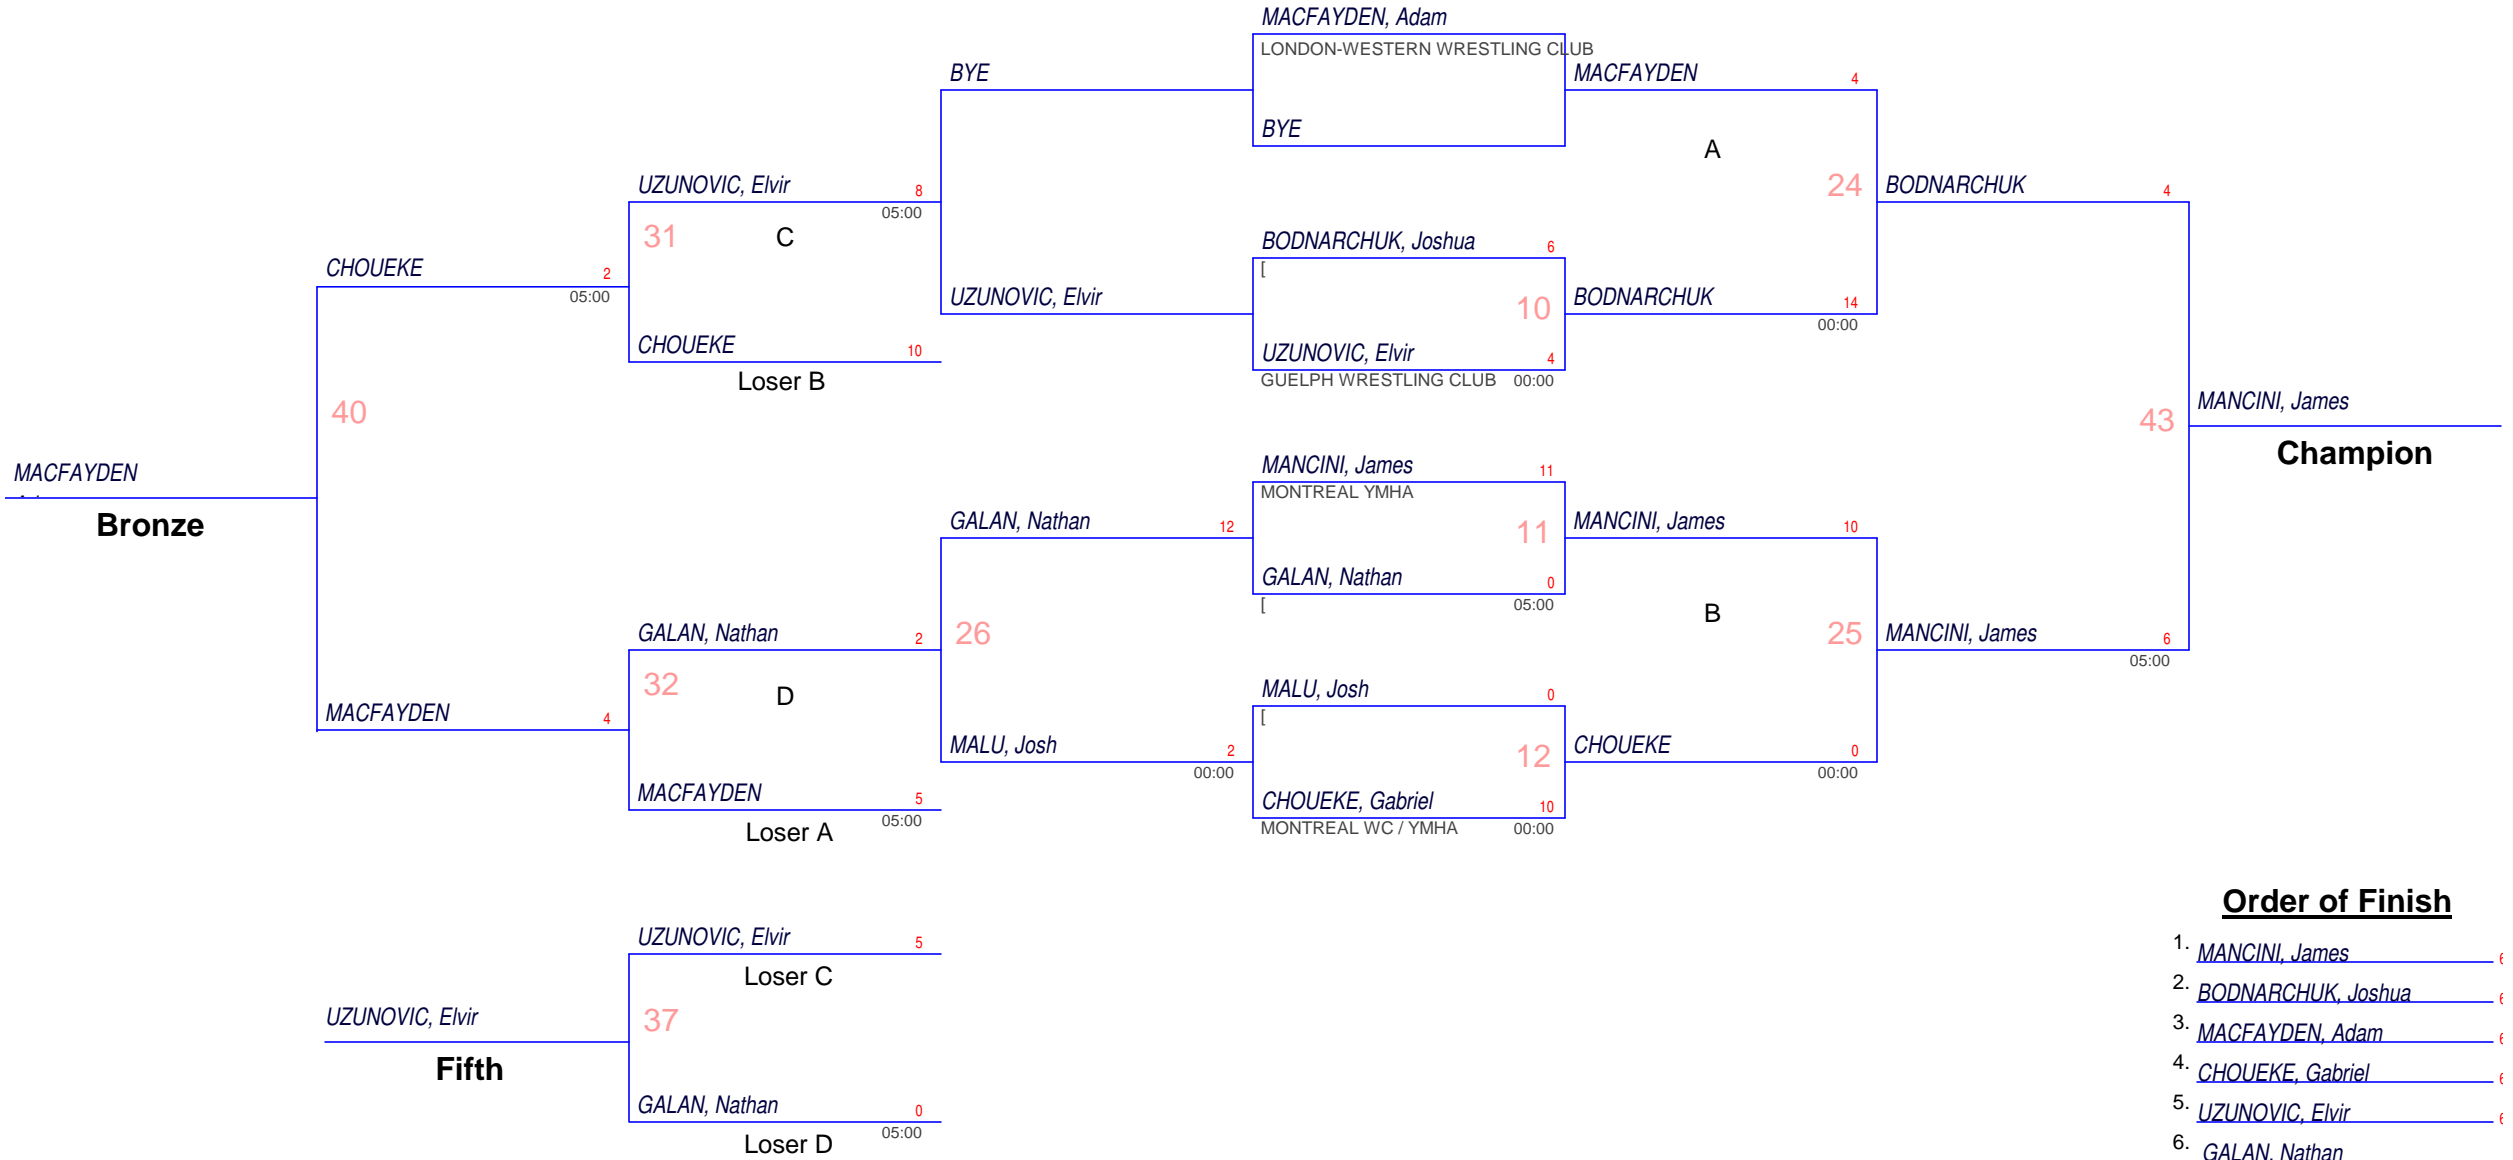 MACFAYDEN, Adam
LONDON-WESTERN WRESTLING CLUB
BYE
MACFAYDEN 4
BYE
A
UZUNOVIC, Elvir 8
05:00
24
BODNARCHUK 4
31
C
BODNARCHUK, Joshua 6
[
CHOUEKE 2
05:00
UZUNOVIC, Elvir
10
BODNARCHUK 14
00:00
CHOUEKE 10
Loser B
UZUNOVIC, Elvir 4
GUELPH WRESTLING CLUB 00:00
40
43
MANCINI, James
Champion
MACFAYDEN
Bronze
MANCINI, James 11
MONTREAL YMHA
GALAN, Nathan 12
11
MANCINI, James 10
GALAN, Nathan 0
[ 05:00
B
GALAN, Nathan 2
26
25
MANCINI, James 6
05:00
32
D
MALU, Josh 0
[
MACFAYDEN 4
MALU, Josh 2
00:00
12
CHOUEKE 0
00:00
MACFAYDEN 5
05:00
Loser A
CHOUEKE, Gabriel 10
MONTREAL WC / YMHA 00:00
Order of Finish
UZUNOVIC, Elvir 5
Loser C
1. MANCINI, James
2. BODNARCHUK, Joshua
UZUNOVIC, Elvir
37
Fifth
3. MACFAYDEN, Adam
4. CHOUEKE, Gabriel
GALAN, Nathan 0
05:00
Loser D
5. UZUNOVIC, Elvir
6. GALAN, Nathan